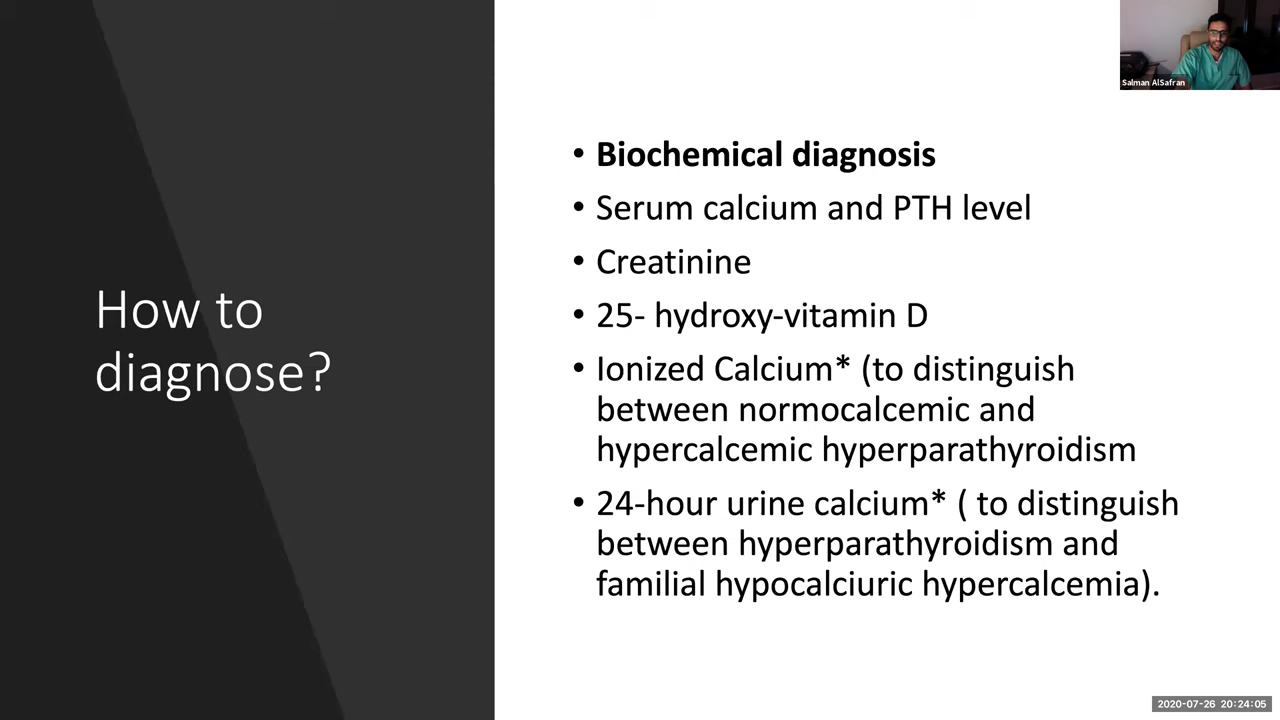 Salman AlSafran
How to
diagnose?
• Biochemical diagnosis
• Serum calcium and PTH level
• Creatinine
• 25- hydroxy-vitamin D
• Ionized Calcium* (to distinguish
between normocalcemic and
hypercalcemic hyperparathyroidism
• 24-hour urine calcium* ( to distinguish
between hyperparathyroidism and
familial hypocalciuric hypercalcemia).
2020-07-26 20:24:05